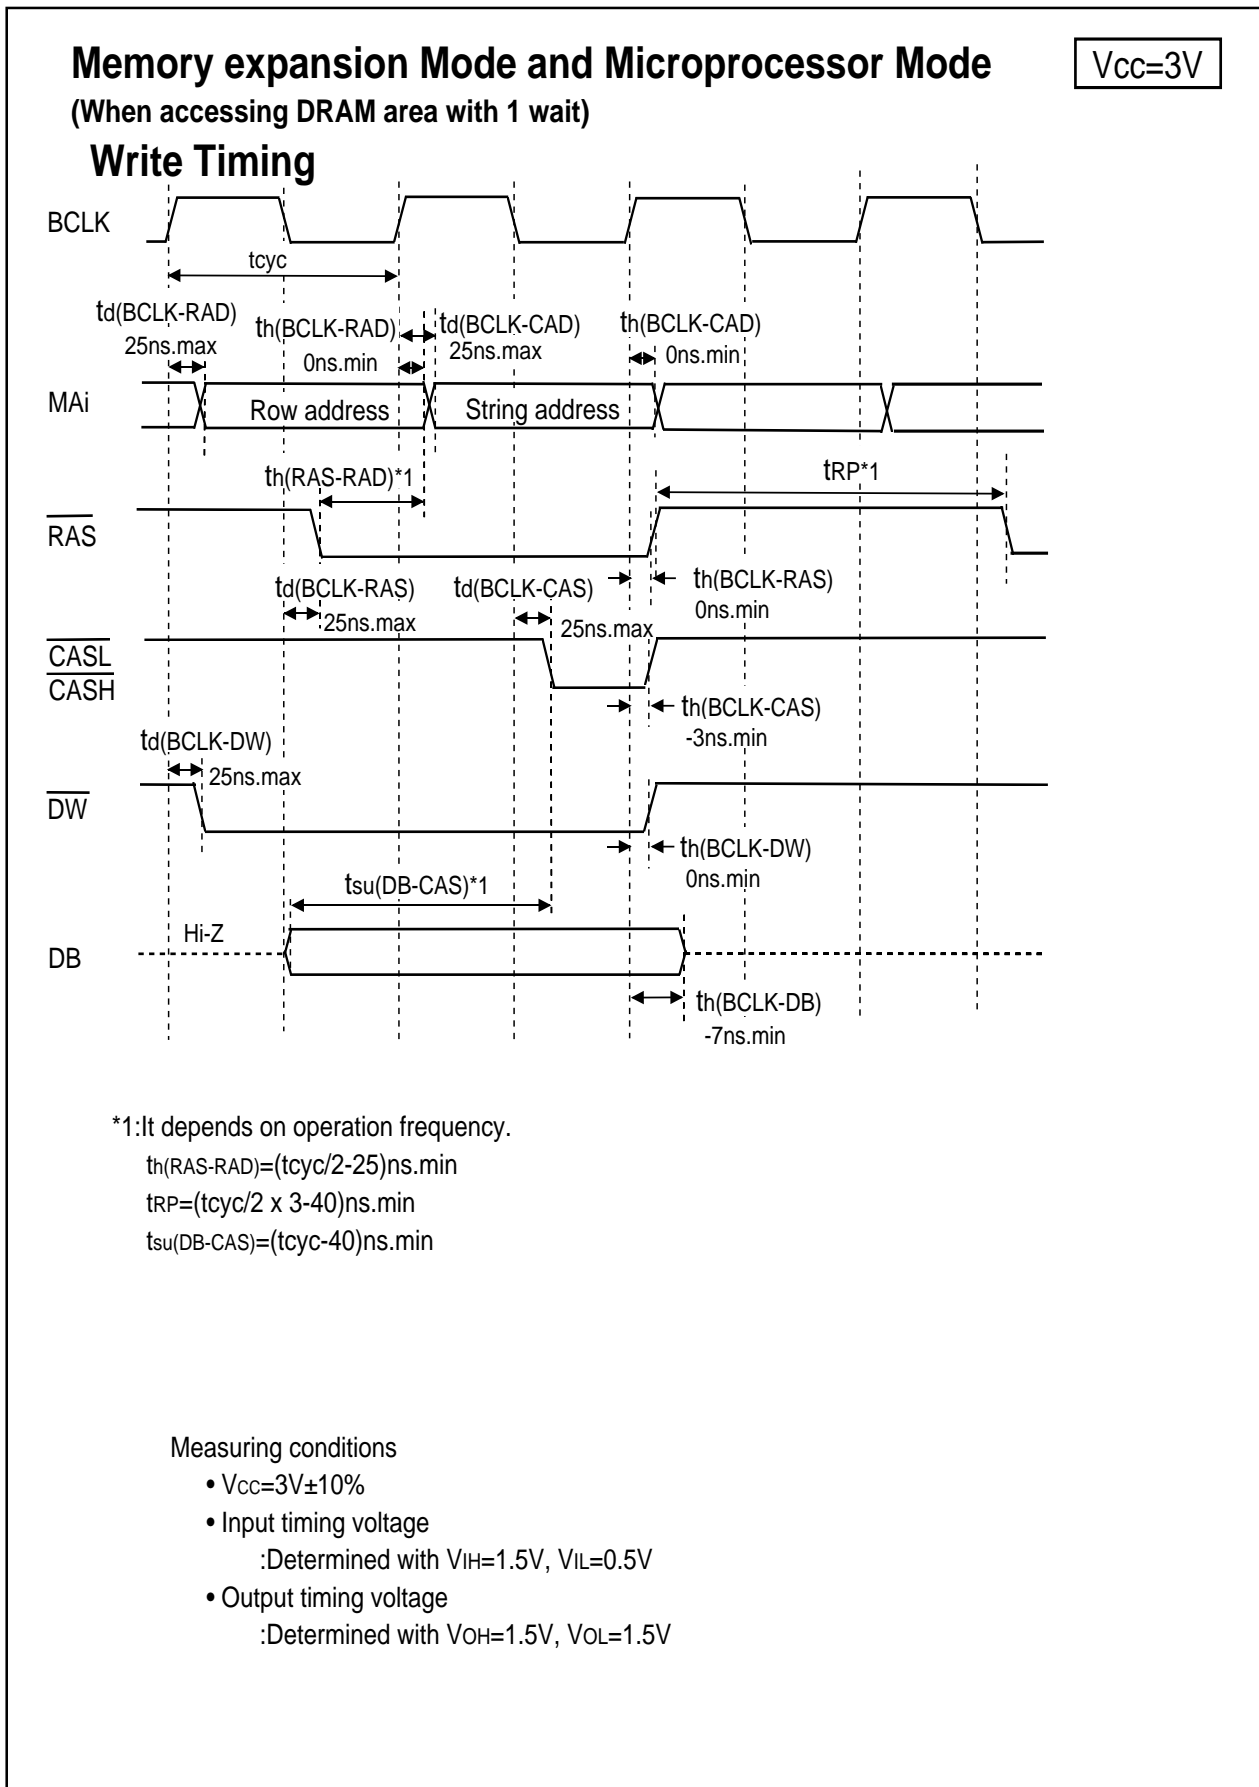 Memory expansion Mode and Microprocessor Mode
Vcc=3V
(When accessing DRAM area with 1 wait)
Write Timing
BCLK
tcyc
td(BCLK-RAD)
25ns.max
th(BCLK-RAD)
0ns.min
td(BCLK-CAD)
25ns.max
th(BCLK-CAD)
0ns.min
MAi
Row address
String address
th(RAS-RAD)*1
tRP*1
RAS
td(BCLK-RAS)
25ns.max
td(BCLK-CAS)
25ns.max
th(BCLK-RAS)
0ns.min
CASL
CASH
th(BCLK-CAS)
-3ns.min
td(BCLK-DW)
25ns.max
DW
th(BCLK-DW)
0ns.min
tsu(DB-CAS)*1
Hi-Z
DB
th(BCLK-DB)
-7ns.min
*1:It depends on operation frequency.
th(RAS-RAD)=(tcyc/2-25)ns.min
tRP=(tcyc/2 x 3-40)ns.min
tsu(DB-CAS)=(tcyc-40)ns.min
Measuring conditions
• VCC=3V±10%
• Input timing voltage
:Determined with VIH=1.5V, VIL=0.5V
• Output timing voltage
:Determined with VOH=1.5V, VOL=1.5V